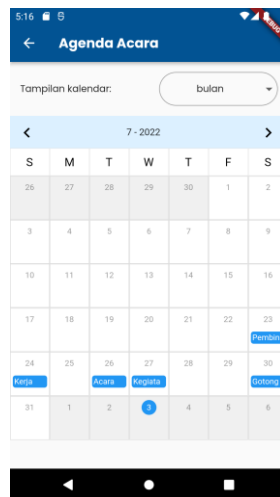 5:16
Agenda Acara
Tampilan kalendar: bulan
7 - 2022
S M T W T F S
26 27 28 29 30 1 2
3 4 5 6 7 8 9
10 11 12 13 14 15 16
17 18 19 20 21 22 23
Pembin
24 25 26 27 28 29 30
Kerja Acara Kegiata Gotong
31 1 2 3 4 5 6